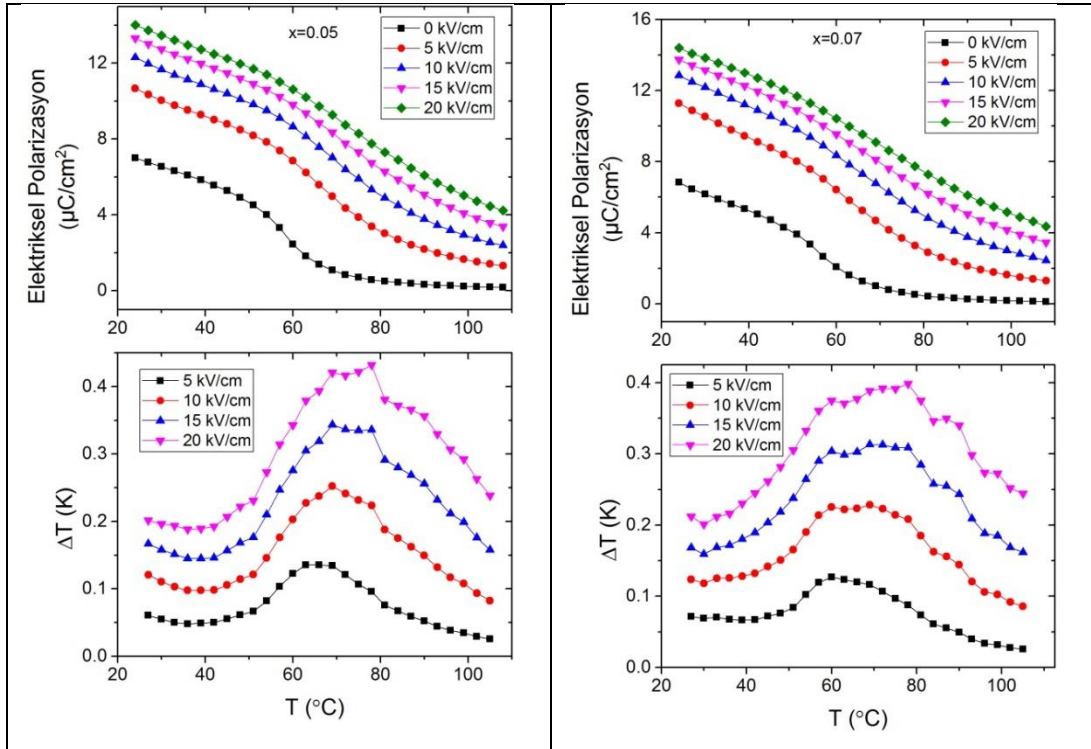 x=0.05
0 kV/cm
5 kV/cm
10 kV/cm
15 kV/cm
20 kV/cm
Elektriksel Polarizasyon
(µC/cm²)
12
8
4
0
20 40 60 80 100
5 kV/cm
10 kV/cm
15 kV/cm
20 kV/cm
ΔT (K)
0.4
0.3
0.2
0.1
0.0
20 40 60 80 100
T (°C)
x=0.07
0 kV/cm
5 kV/cm
10 kV/cm
15 kV/cm
20 kV/cm
Elektriksel Polarizasyon
(µC/cm²)
16
12
8
4
0
20 40 60 80 100
5 kV/cm
10 kV/cm
15 kV/cm
20 kV/cm
ΔT (K)
0.4
0.3
0.2
0.1
0.0
20 40 60 80 100
T (°C)